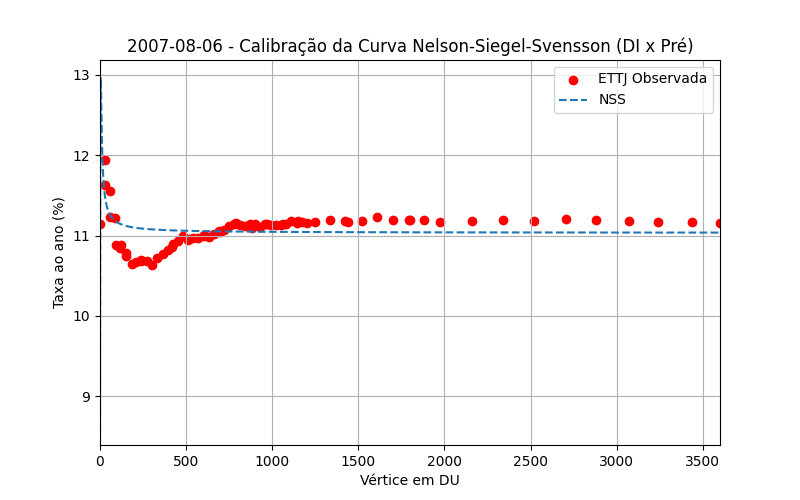 2007-08-06 - Calibração da Curva Nelson-Siegel-Svensson (DI x Pré)
ETTJ Observada
NSS
Taxa ao ano (%)
13
12
11
10
9
0 500 1000 1500 2000 2500 3000 3500
Vértice em DU